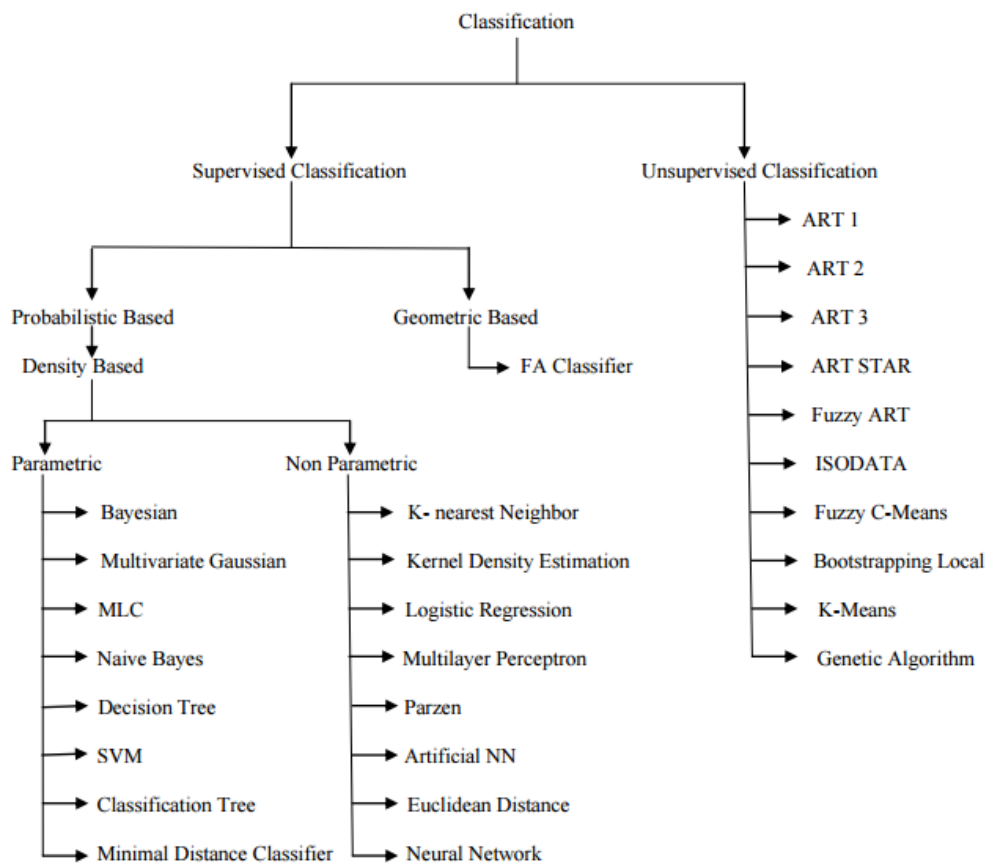 Classification
Supervised Classification
Unsupervised Classification
ART 1
ART 2
ART 3
ART STAR
Fuzzy ART
ISODATA
Fuzzy C-Means
Bootstrapping Local
K-Means
Genetic Algorithm
Probabilistic Based
Geometric Based
Density Based
FA Classifier
Parametric
Non Parametric
Bayesian
Multivariate Gaussian
MLC
Naive Bayes
Decision Tree
SVM
Classification Tree
Minimal Distance Classifier
K- nearest Neighbor
Kernel Density Estimation
Logistic Regression
Multilayer Perceptron
Parzen
Artificial NN
Euclidean Distance
Neural Network